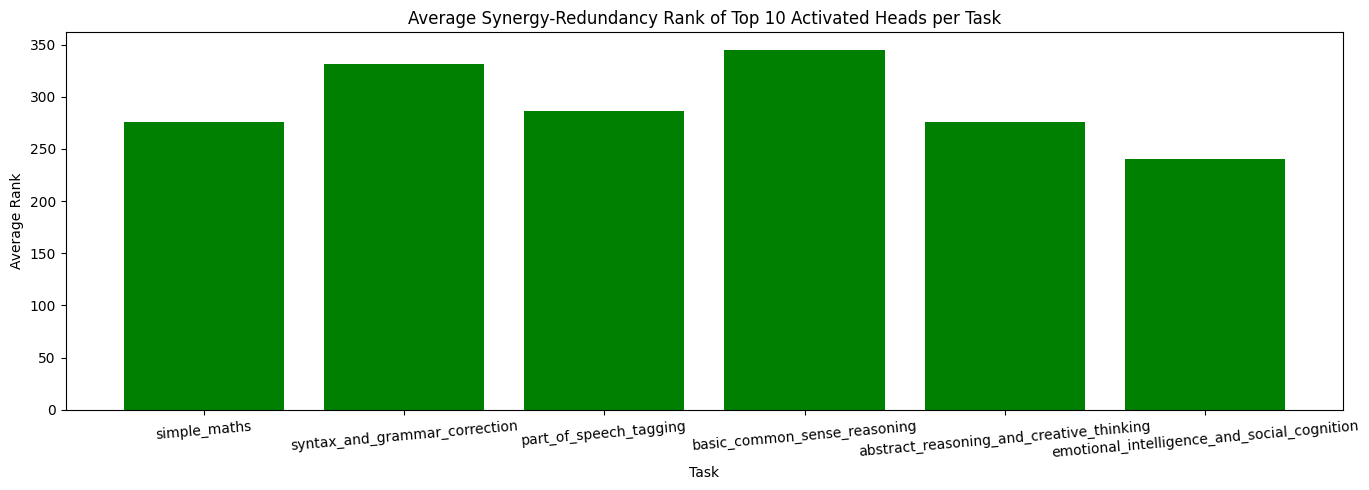 Average Synergy-Redundancy Rank of Top 10 Activated Heads per Task
Average Rank
350
300
250
200
150
100
50
0
simple_maths
syntax_and_grammar_correction
part_of_speech_tagging
basic_common_sense_reasoning
abstract_reasoning_and_creative_thinking
emotional_intelligence_and_social_cognition
Task